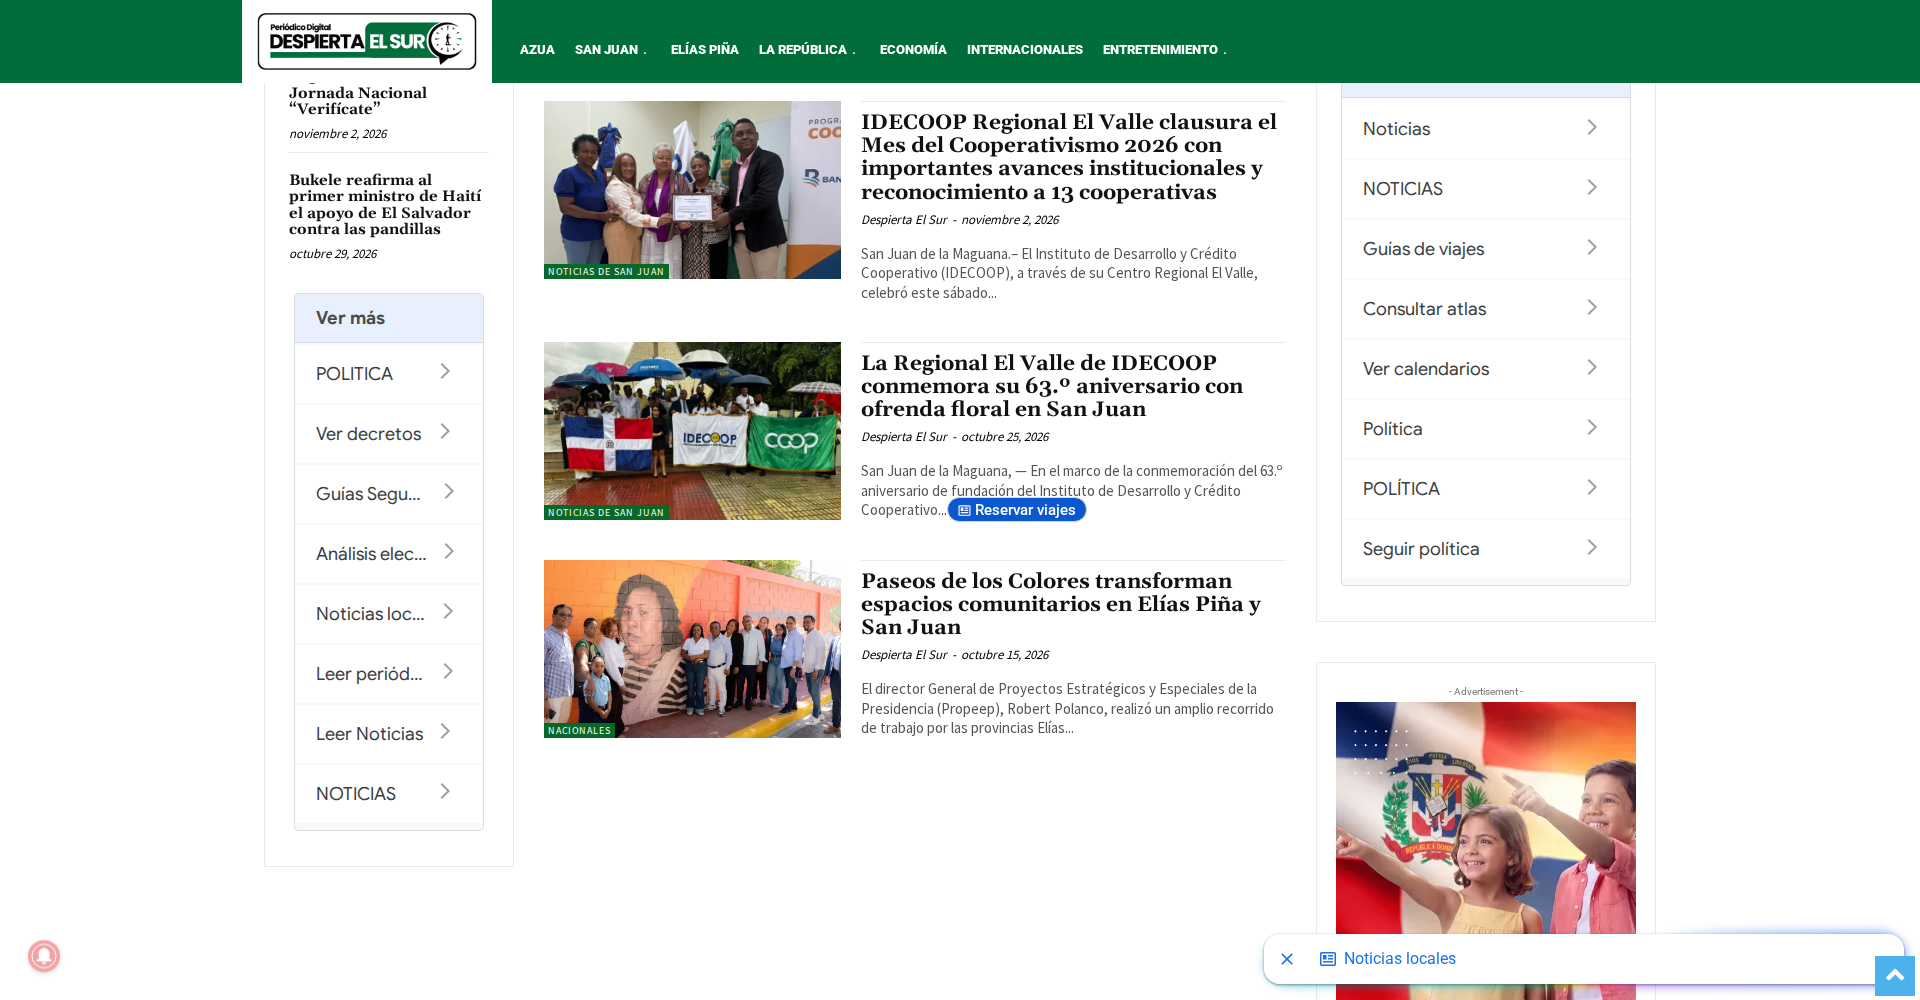 Periódico Digital
DESPIERTA EL SUR
AZUA
SAN JUAN
ELÍAS PIÑA
LA REPÚBLICA
ECONOMÍA
INTERNACIONALES
ENTRETENIMIENTO
Jornada Nacional
“Verifícate”
noviembre 2, 2026
Bukele reafirma al
primer ministro de Haití
el apoyo de El Salvador
contra las pandillas
octubre 29, 2026
Ver más
POLITICA
Ver decretos
Guías Segu...
Análisis elec...
Noticias loc...
Leer periód...
Leer Noticias
NOTICIAS
PROGR
COO
BAN
NOTICIAS DE SAN JUAN
IDECOOP Regional El Valle clausura el
Mes del Cooperativismo 2026 con
importantes avances institucionales y
reconocimiento a 13 cooperativas
Despierta El Sur - noviembre 2, 2026
San Juan de la Maguana.– El Instituto de Desarrollo y Crédito
Cooperativo (IDECOOP), a través de su Centro Regional El Valle,
celebró este sábado...
IDECOOP
COOP
NOTICIAS DE SAN JUAN
La Regional El Valle de IDECOOP
conmemora su 63.º aniversario con
ofrenda floral en San Juan
Despierta El Sur - octubre 25, 2026
San Juan de la Maguana, — En el marco de la conmemoración del 63.º
aniversario de fundación del Instituto de Desarrollo y Crédito
Cooperativo...
Reservar viajes
NACIONALES
Paseos de los Colores transforman
espacios comunitarios en Elías Piña y
San Juan
Despierta El Sur - octubre 15, 2026
El director General de Proyectos Estratégicos y Especiales de la
Presidencia (Propeep), Robert Polanco, realizó un amplio recorrido
de trabajo por las provincias Elías...
Noticias
NOTICIAS
Guías de viajes
Consultar atlas
Ver calendarios
Política
POLÍTICA
Seguir política
- Advertisement -
DIOS PATRIA LIBERTAD
REPUBLICA DOMINI
Noticias locales